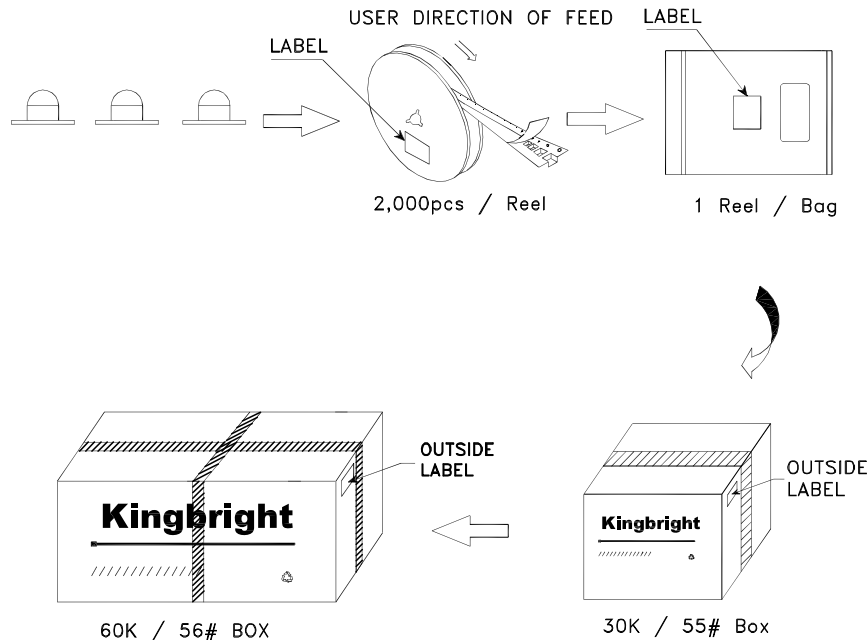 USER DIRECTION OF FEED
LABEL
LABEL
2,000pcs / Reel
1 Reel / Bag
OUTSIDE
LABEL
Kingbright
60K / 56# BOX
OUTSIDE
LABEL
Kingbright
30K / 55# Box